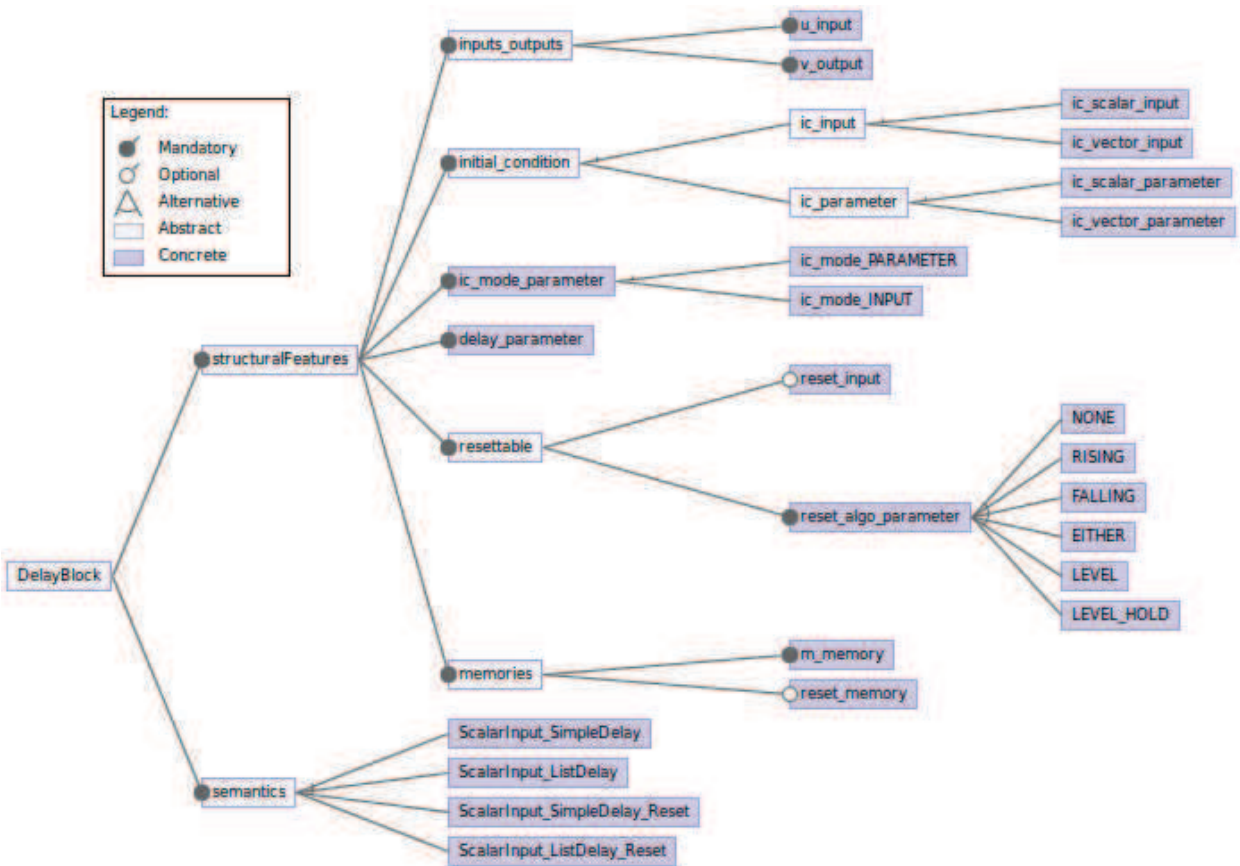 Legend:
Mandatory
Optional
Alternative
Abstract
Concrete
DelayBlock
structuralFeatures
inputs_outputs
u_input
v_output
initial_condition
ic_input
ic_scalar_input
ic_vector_input
ic_parameter
ic_scalar_parameter
ic_vector_parameter
ic_mode_parameter
ic_mode_PARAMETER
ic_mode_INPUT
delay_parameter
resettable
reset_input
reset_algo_parameter
NONE
RISING
FALLING
EITHER
LEVEL
LEVEL_HOLD
memories
m_memory
reset_memory
semantics
ScalarInput_SimpleDelay
ScalarInput_ListDelay
ScalarInput_SimpleDelay_Reset
ScalarInput_ListDelay_Reset